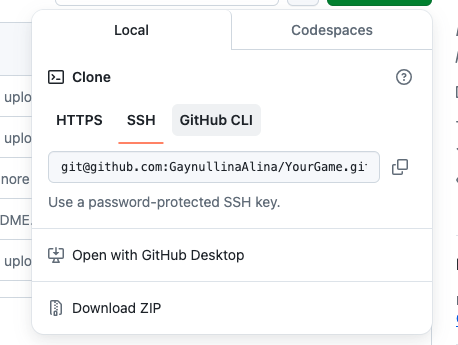 Local
Codespaces
Clone
HTTPS
SSH
GitHub CLI
git@github.com:GaynullinaAlina/YourGame.git
Use a password-protected SSH key.
Open with GitHub Desktop
Download ZIP
uplo
uplo
nore
DME.
uplo